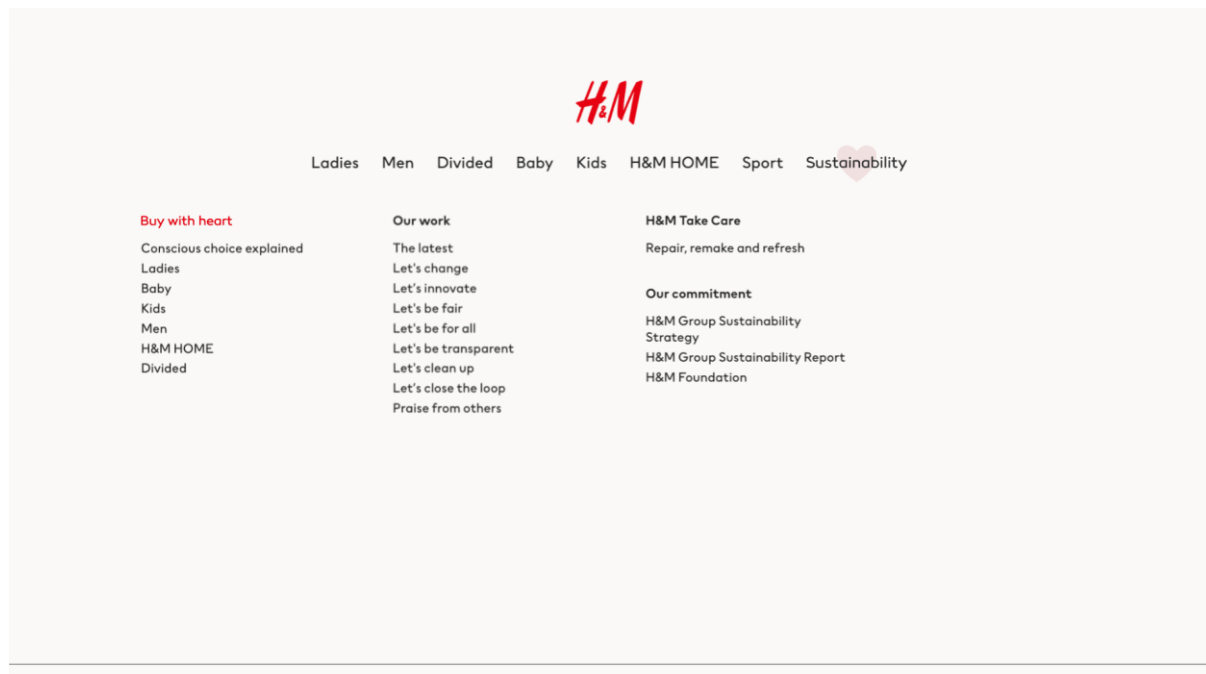 H&M
Ladies Men Divided Baby Kids H&M HOME Sport Sustainability
Buy with heart
Conscious choice explained
Ladies
Baby
Kids
Men
H&M HOME
Divided
Our work
The latest
Let's change
Let's innovate
Let's be fair
Let's be for all
Let's be transparent
Let's clean up
Let's close the loop
Praise from others
H&M Take Care
Repair, remake and refresh
Our commitment
H&M Group Sustainability
Strategy
H&M Group Sustainability Report
H&M Foundation